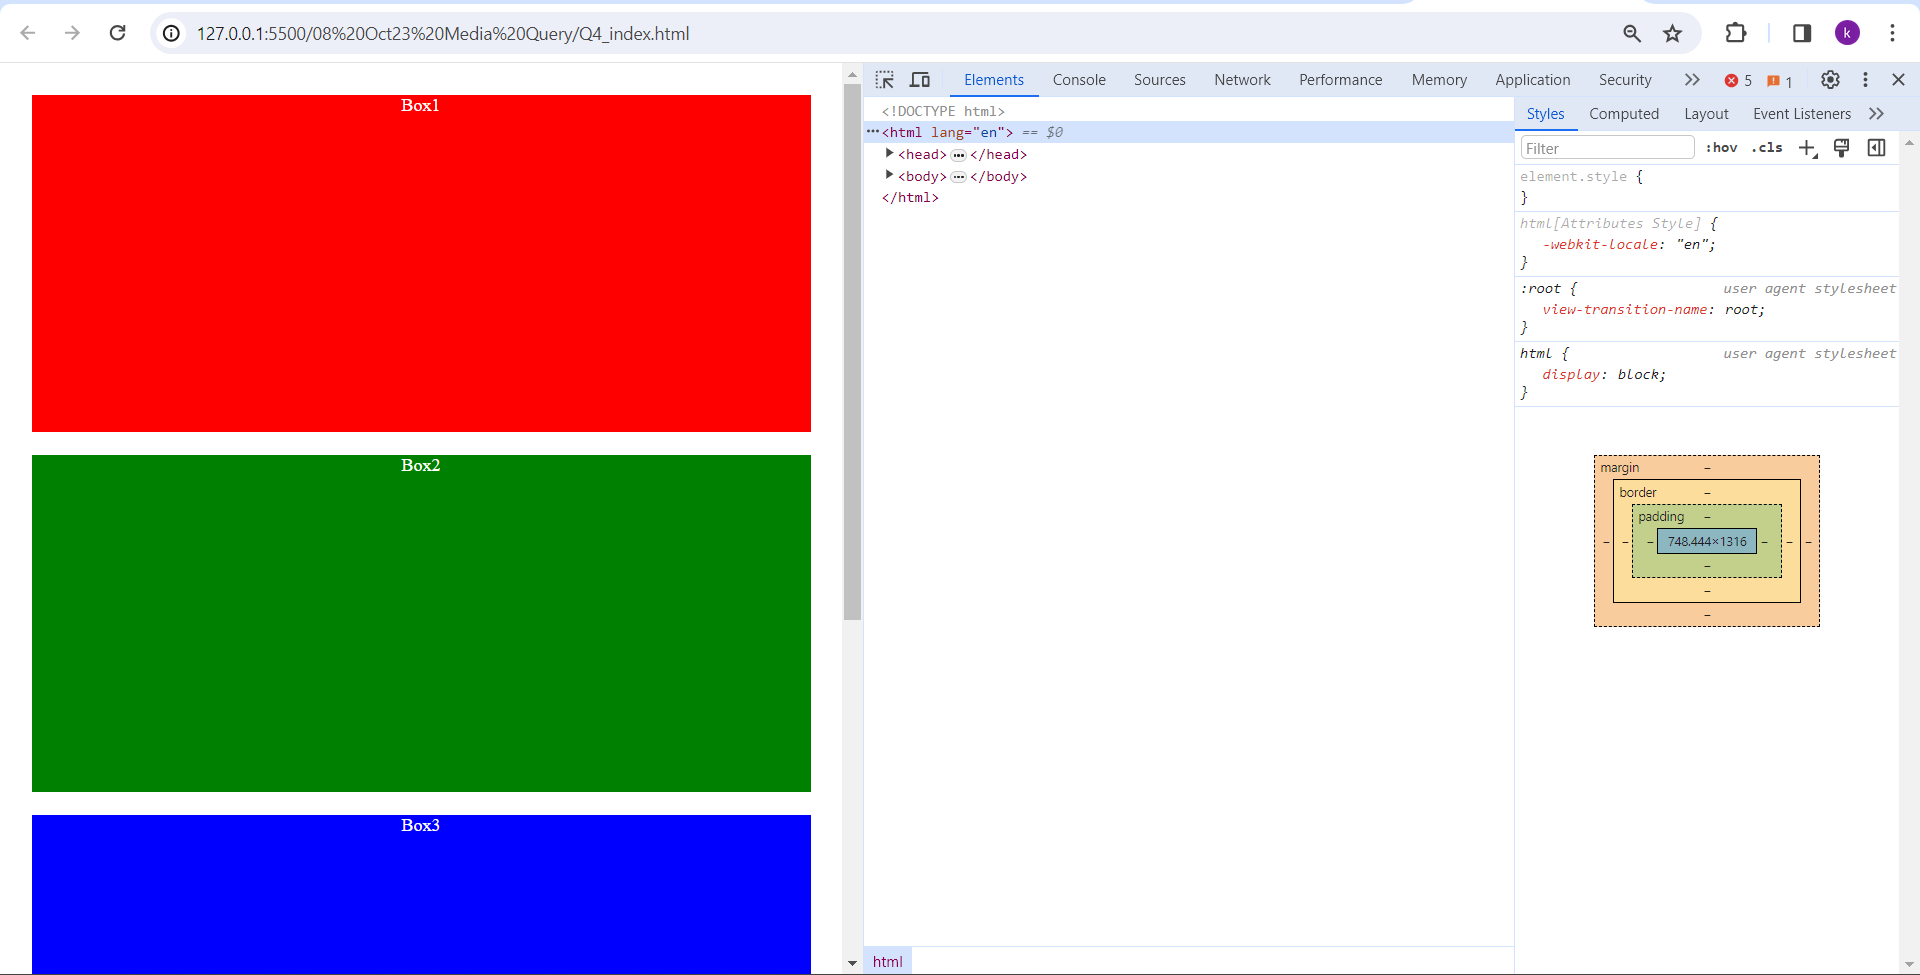 127.0.0.1:5500/08%20Oct23%20Media%20Query/Q4_index.html
k
Box1
Box2
Box3
Elements Console Sources Network Performance Memory Application Security 5 1
<!DOCTYPE html>
<html lang="en"> == $0
<head> </head>
<body> </body>
</html>
html
Styles Computed Layout Event Listeners
Filter :hov .cls
element.style {
}
html[Attributes Style] {
-webkit-locale: "en";
}
:root { user agent stylesheet
view-transition-name: root;
}
html { user agent stylesheet
display: block;
}
margin –
border –
padding –
– – – 748.444×1316 – – –
–
–
–